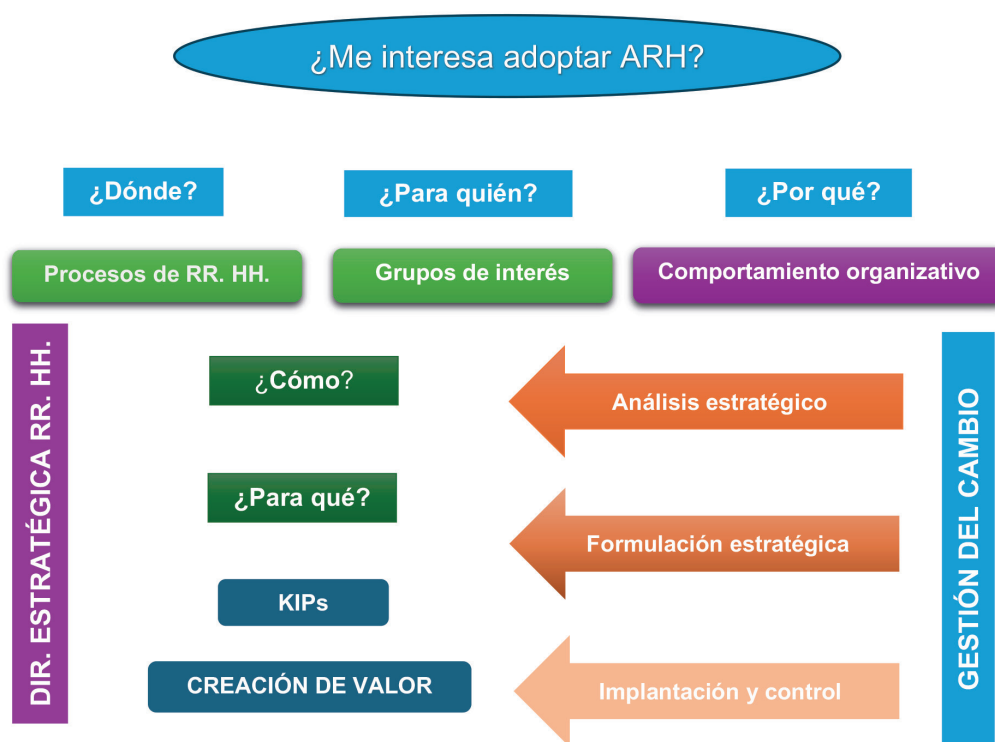 ¿Me interesa adoptar ARH?
¿Dónde?
¿Para quién?
¿Por qué?
Procesos de RR. HH.
Grupos de interés
Comportamiento organizativo
DIR. ESTRATÉGICA RR. HH.
¿Cómo?
Análisis estratégico
¿Para qué?
Formulación estratégica
KIPs
CREACIÓN DE VALOR
Implantación y control
GESTIÓN DEL CAMBIO